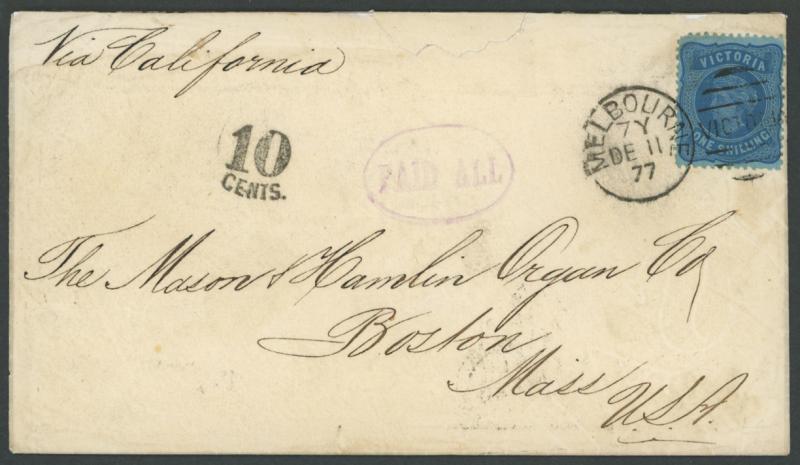 Via California
VICTORIA
ONE SHILLING
MELBOURNE
7Y
DE 11
77
VICTORIA
10
CENTS.
PAID ALL
The Mason & Hamlin Organ Co
Boston
Mass
U.S.A.